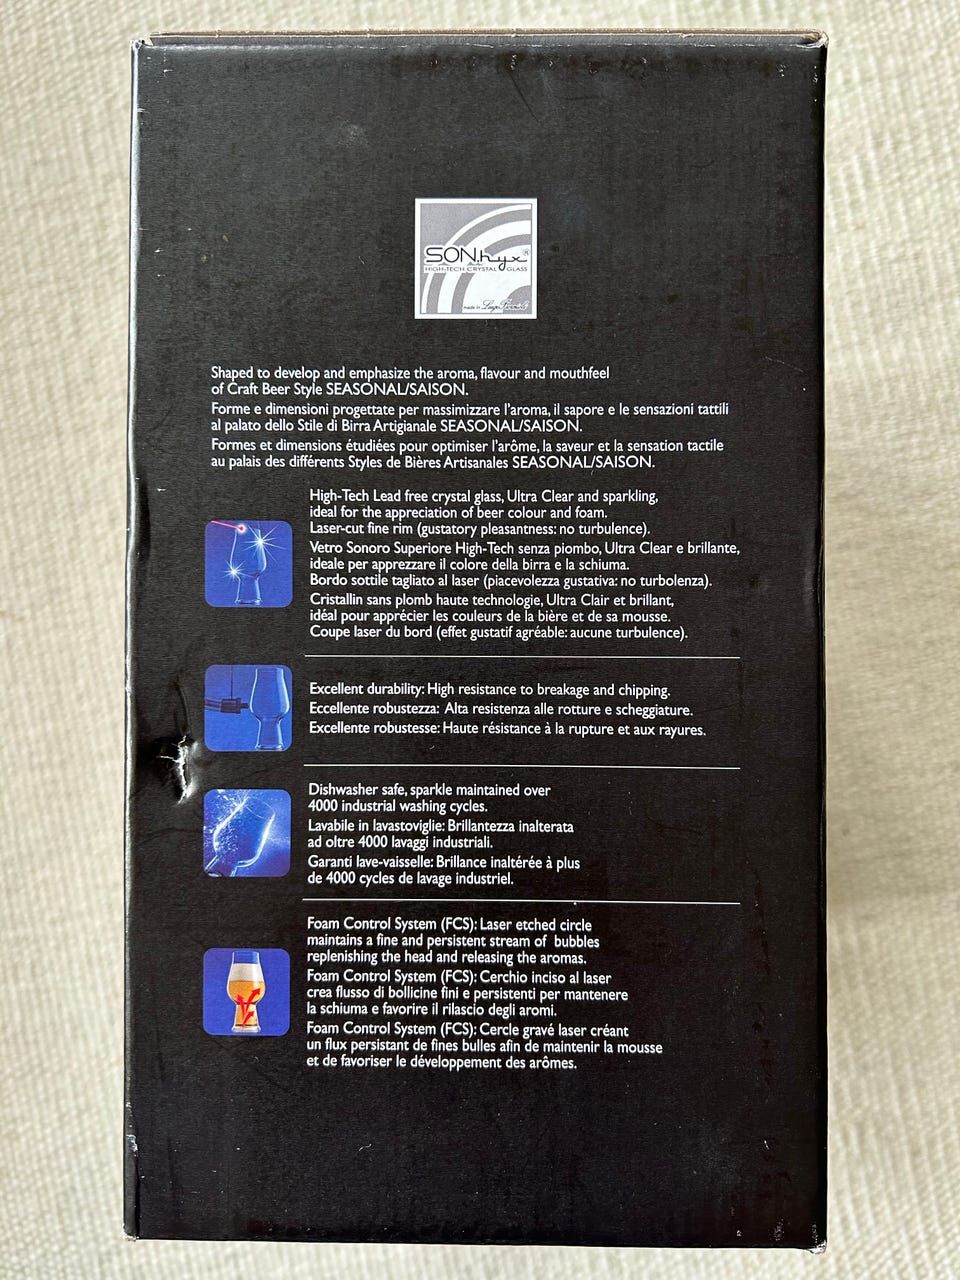 SON.hyx®
HIGH-TECH CRYSTAL GLASS
made in Luigi Bormioli
Shaped to develop and emphasize the aroma, flavour and mouthfeel
of Craft Beer Style SEASONAL/SAISON.
Forme e dimensioni progettate per massimizzare l'aroma, il sapore e le sensazioni tattili
al palato dello Stile di Birra Artigianale SEASONAL/SAISON.
Formes et dimensions étudiées pour optimiser l'arôme, la saveur et la sensation tactile
au palais des différents Styles de Bières Artisanales SEASONAL/SAISON.
High-Tech Lead free crystal glass, Ultra Clear and sparkling,
ideal for the appreciation of beer colour and foam.
Laser-cut fine rim (gustatory pleasantness: no turbulence).
Vetro Sonoro Superiore High-Tech senza piombo, Ultra Clear e brillante,
ideale per apprezzare il colore della birra e la schiuma.
Bordo sottile tagliato al laser (piacevolezza gustativa: no turbolenza).
Cristallin sans plomb haute technologie, Ultra Clair et brillant,
idéal pour apprécier les couleurs de la bière et de sa mousse.
Coupe laser du bord (effet gustatif agréable: aucune turbulence).
Excellent durability: High resistance to breakage and chipping.
Eccellente robustezza: Alta resistenza alle rotture e scheggiature.
Excellente robustesse: Haute résistance à la rupture et aux rayures.
Dishwasher safe, sparkle maintained over
4000 industrial washing cycles.
Lavabile in lavastoviglie: Brillantezza inalterata
ad oltre 4000 lavaggi industriali.
Garanti lave-vaisselle: Brillance inaltérée à plus
de 4000 cycles de lavage industriel.
Foam Control System (FCS): Laser etched circle
maintains a fine and persistent stream of bubbles
replenishing the head and releasing the aromas.
Foam Control System (FCS): Cerchio inciso al laser
crea flusso di bollicine fini e persistenti per mantenere
la schiuma e favorire il rilascio degli aromi.
Foam Control System (FCS): Cercle gravé laser créant
un flux persistant de fines bulles afin de maintenir la mousse
et de favoriser le développement des arômes.